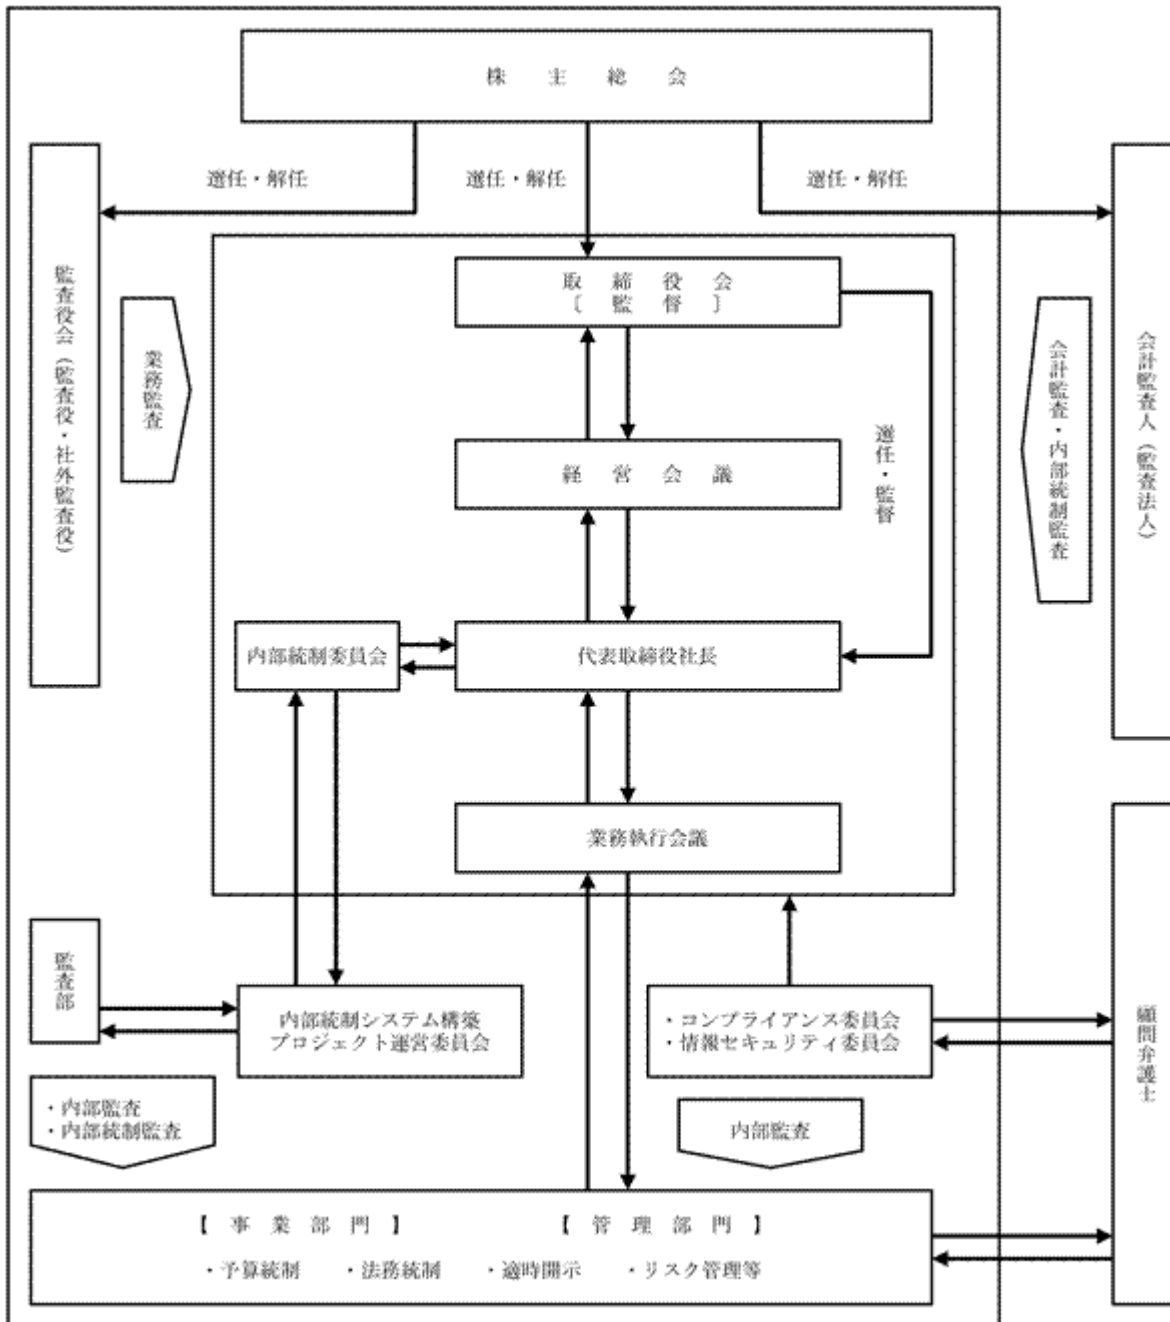 株主総会
選任・解任
選任・解任
選任・解任
監査役会（監査役・社外監査役）
業務監査
取締役会
〔監督〕
経営会議
選任・監督
会計監査・内部統制監査
会計監査人（監査法人）
内部統制委員会
代表取締役社長
業務執行会議
監査部
内部統制システム構築
プロジェクト運営委員会
・コンプライアンス委員会
・情報セキュリティ委員会
顧問弁護士
・内部監査
・内部統制監査
内部監査
【事業部門】 【管理部門】
・予算統制 ・法務統制 ・適時開示 ・リスク管理等